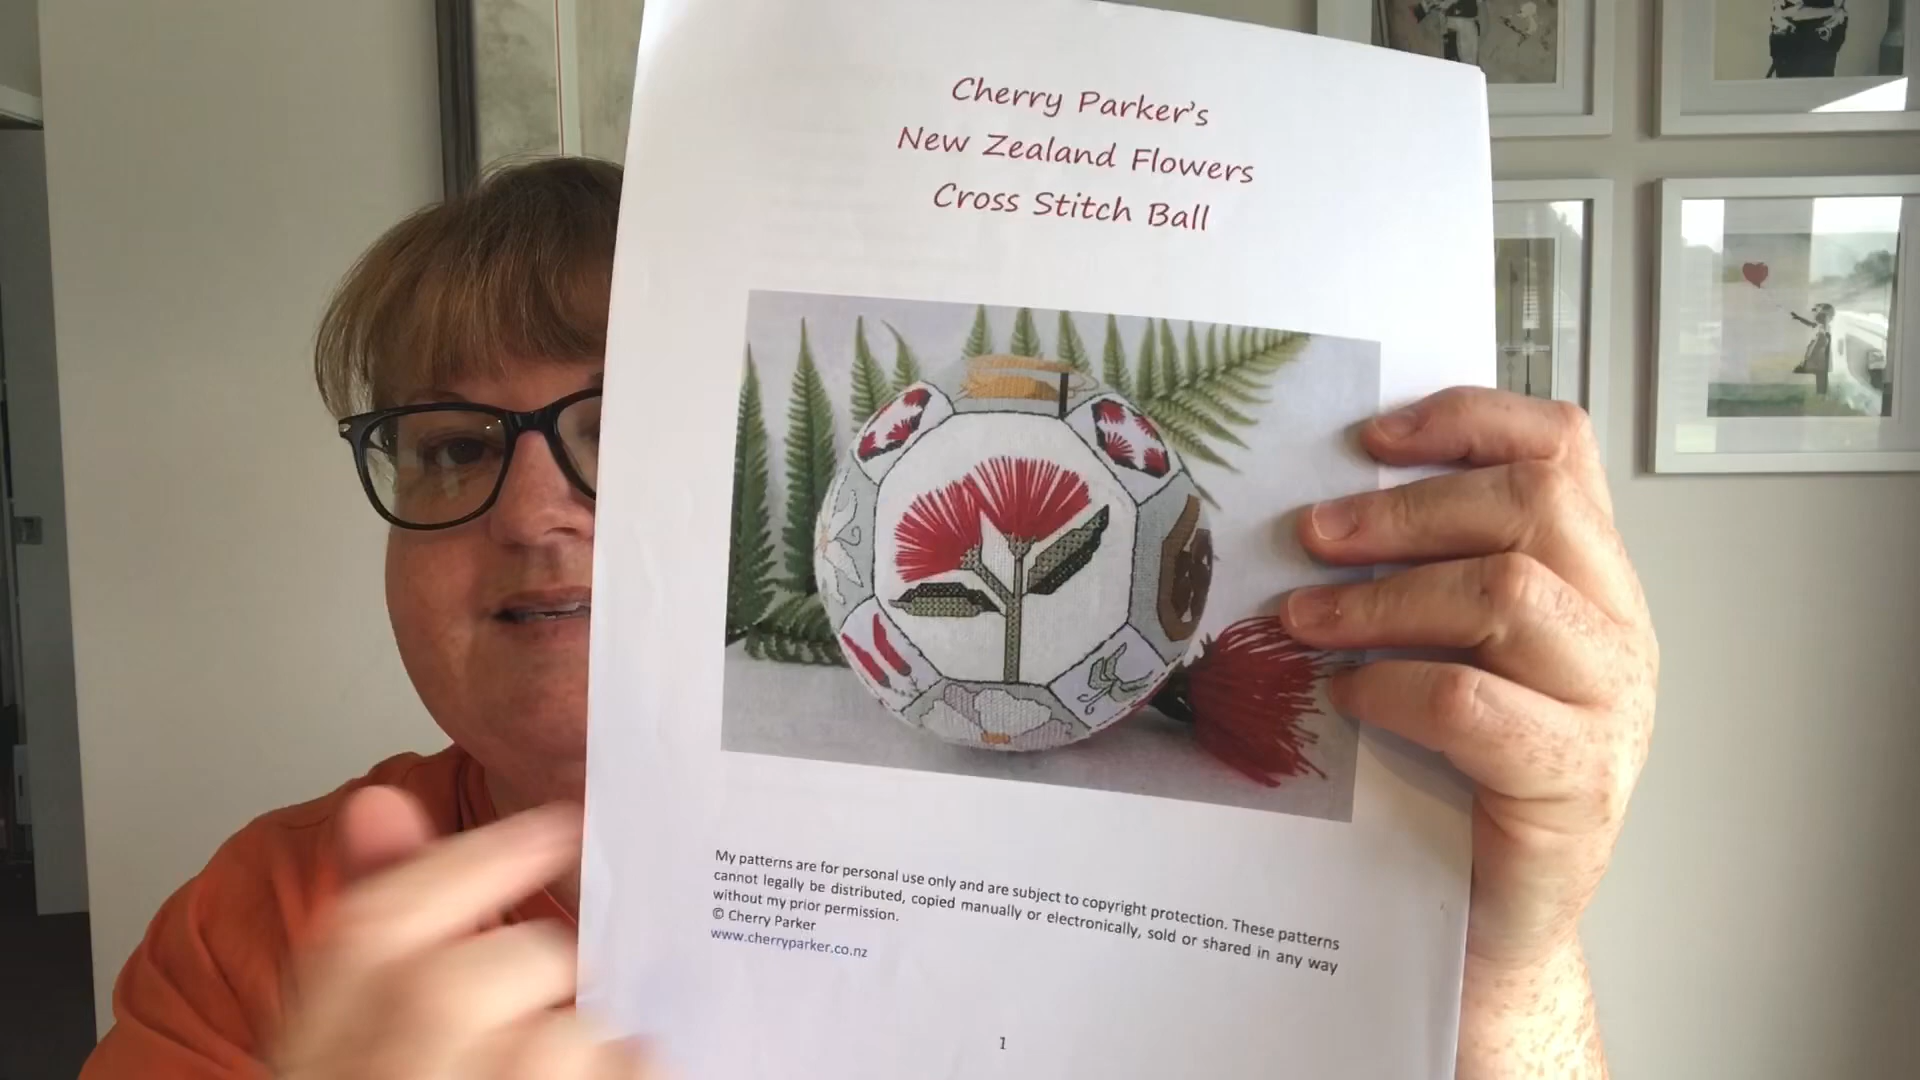 Cherry Parker's
New Zealand Flowers
Cross Stitch Ball
My patterns are for personal use only and are subject to copyright protection. These patterns
cannot legally be distributed, copied manually or electronically, sold or shared in any way
without my prior permission.
© Cherry Parker
www.cherryparker.co.nz
1